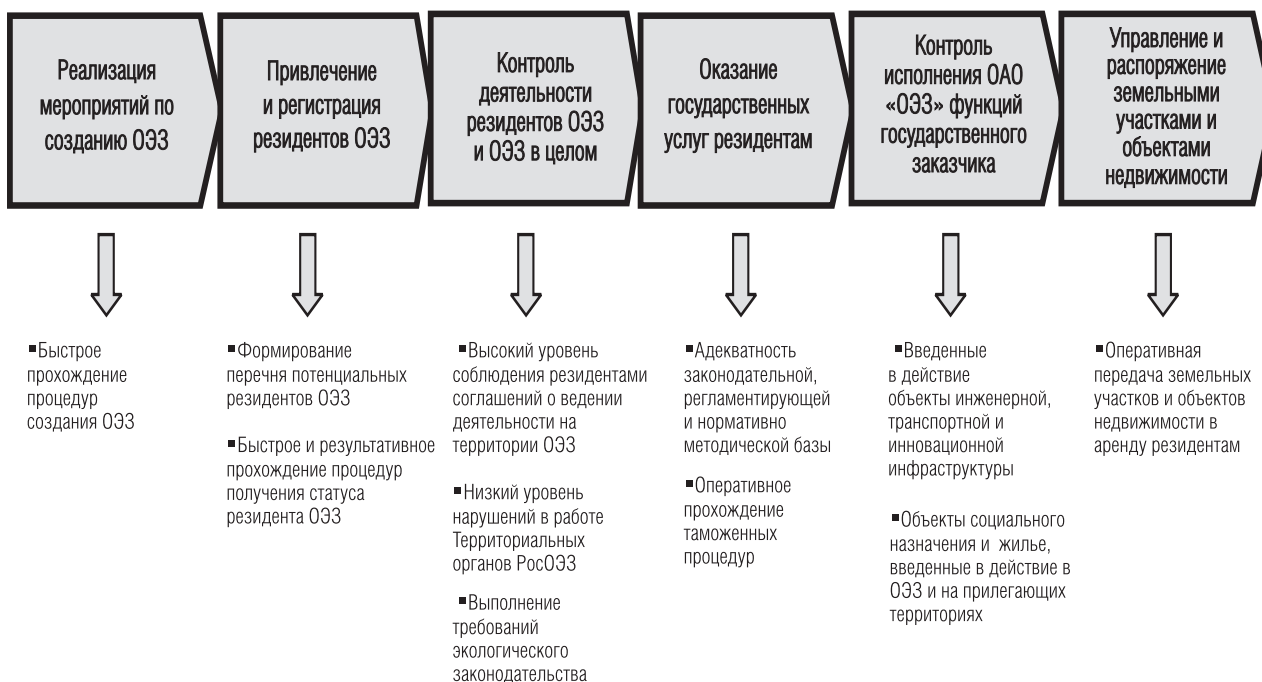 Реализация
мероприятий по
созданию ОЭЗ
Привлечение
и регистрация
резидентов ОЭЗ
Контроль
деятельности
резидентов ОЭЗ
и ОЭЗ в целом
Оказание
государственных
услуг резидентам
Контроль
исполнения ОАО
«ОЭЗ» функций
государственного
заказчика
Управление и
распоряжение
земельными
участками и
объектами
недвижимости
▪Быстрое
прохождение
процедур
создания ОЭЗ
▪Формирование
перечня потенциальных
резидентов ОЭЗ
▪Быстрое и результативное
прохождение процедур
получения статуса
резидента ОЭЗ
▪Высокий уровень
соблюдения резидентами
соглашений о ведении
деятельности на
территории ОЭЗ
▪Низкий уровень
нарушений в работе
Территориальных
органов РосОЭЗ
▪Выполнение
требований
экологического
законодательства
▪Адекватность
законодательной,
регламентирующей
и нормативно
методической базы
▪Оперативное
прохождение
таможенных
процедур
▪Введенные
в действие
объекты инженерной,
транспортной и
инновационной
инфраструктуры
▪Объекты социального
назначения и жилье,
введенные в действие в
ОЭЗ и на прилегающих
территориях
▪Оперативная
передача земельных
участков и объектов
недвижимости в
аренду резидентам